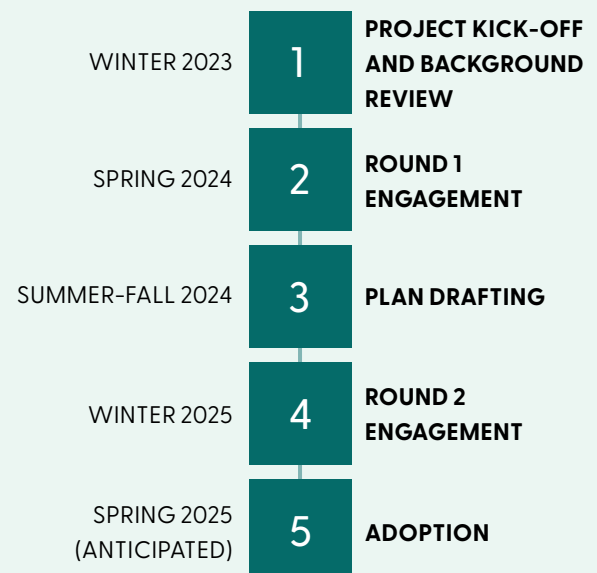 WINTER 2023
1
PROJECT KICK-OFF
AND BACKGROUND
REVIEW
SPRING 2024
2
ROUND 1
ENGAGEMENT
SUMMER-FALL 2024
3
PLAN DRAFTING
WINTER 2025
4
ROUND 2
ENGAGEMENT
SPRING 2025
(ANTICIPATED)
5
ADOPTION